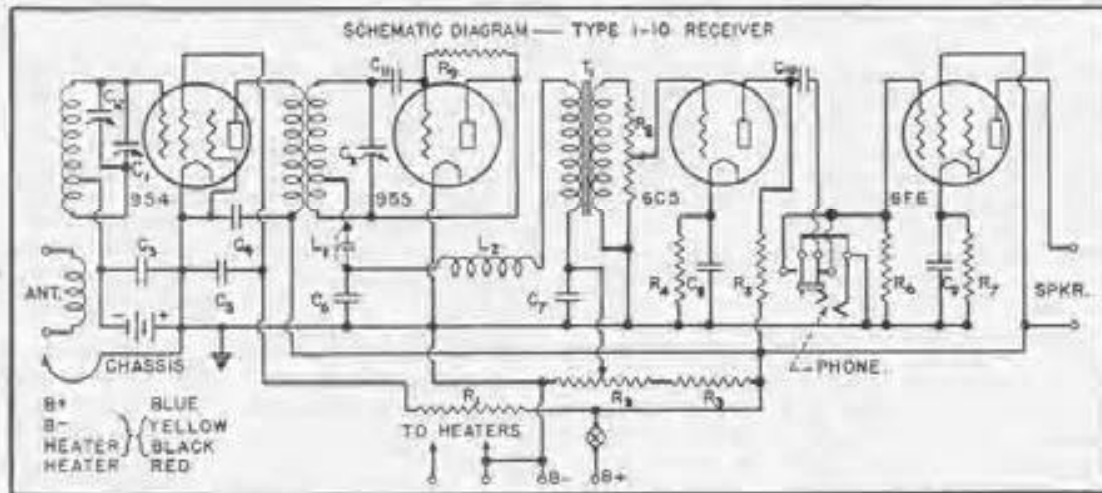 SCHEMATIC DIAGRAM — TYPE 1-10 RECEIVER
C11
R9
T1
R8
C2
C1
954
955
6C5
6F6
C3
C4
C5
L1
L2
C6
C7
R4
C8
R5
R6
C9
R7
ANT.
SPKR.
- +
CHASSIS
PHONE
R1
R2
R3
B+ BLUE
B- YELLOW
HEATER BLACK
HEATER RED
TO HEATERS
B- B+